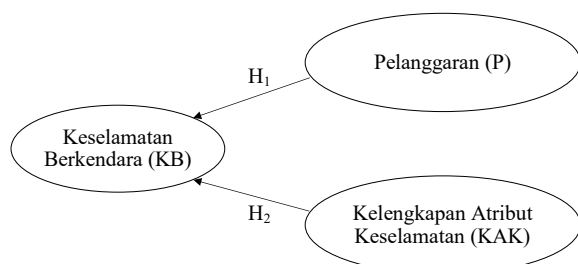 Pelanggaran (P)
H₁
Keselamatan
Berkendara (KB)
H₂
Kelengkapan Atribut
Keselamatan (KAK)